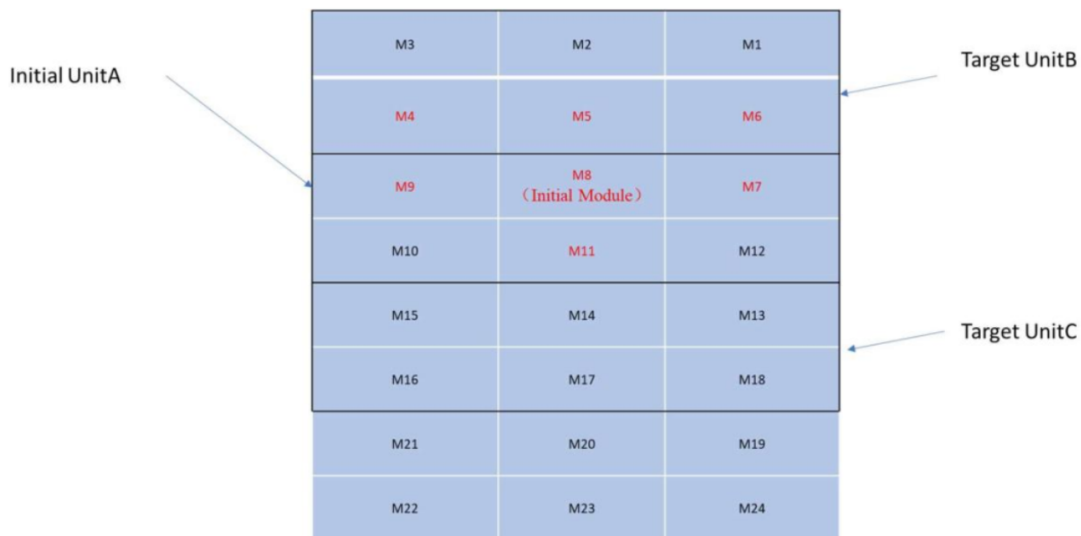 M3 M2 M1
Initial UnitA
Target UnitB
M4 M5 M6
M9 M8 M7
（Initial Module）
M10 M11 M12
M15 M14 M13
Target UnitC
M16 M17 M18
M21 M20 M19
M22 M23 M24